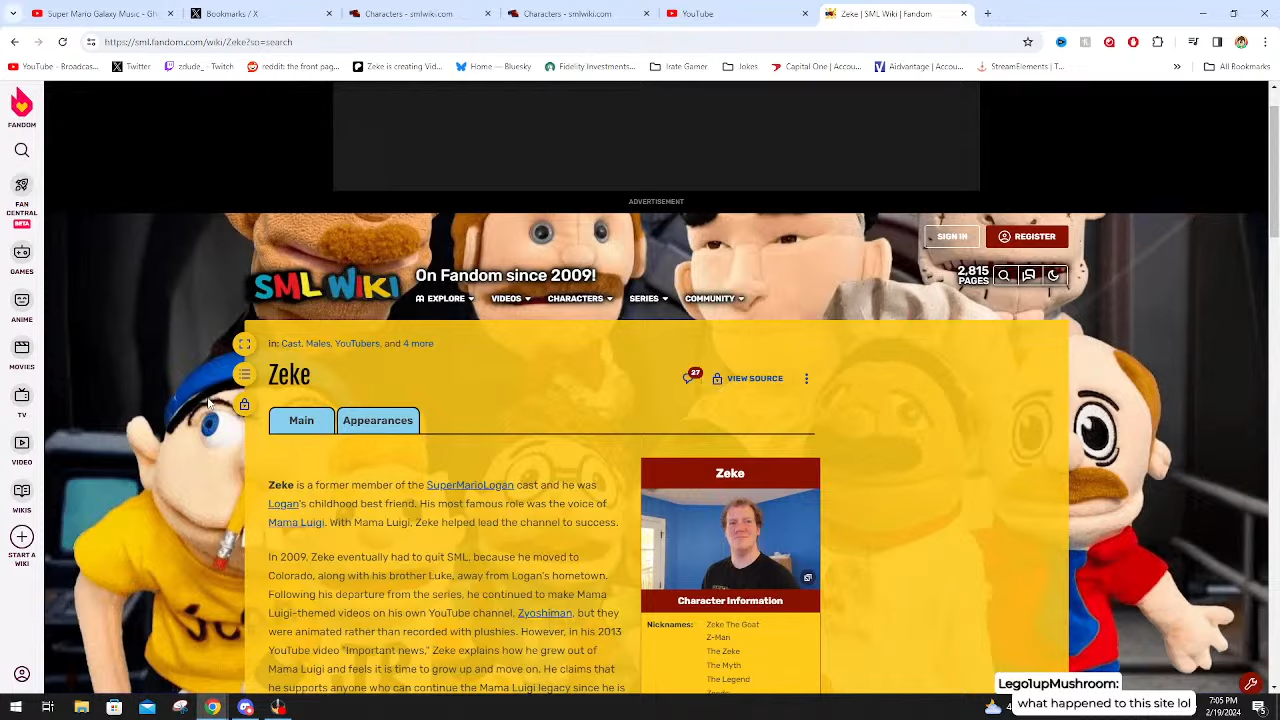 Music Videos - YouTube
X
Characters - smlwikicom.
Characters - smlwiki.com
YouTube
Zeke | SML Wiki | Fandom
https://sml.fandom.com/wiki/Zeke?so=search
YouTube - Broadcas...
Twitter
zdude_ - Twitch
reddit the front pag...
Zeke is creating vid...
Home — Bluesky
Fidelity Investments...
Irate Gamer
Capital One | Accou...
AAdvantage | Accou...
All Bookmarks
FANDOM
FAN
CENTRAL
BETA
GAMES
ANIME
MOVIES
TV
VIDEO
WIKIS
START
WIKI
ADVERTISEMENT
SIGN IN
REGISTER
SML WiKi
On Fandom since 2009!
2,815
PAGES
EXPLORE
VIDEOS
CHARACTERS
SERIES
COMMUNITY
in: Cast, Males, YouTubers, and 4 more
Zeke
27
VIEW SOURCE
Main
Appearances
Zeke is a former member of the SuperMarioLogan cast and he was
Logan's childhood best friend. His most famous role was the voice of
Mama Luigi. With Mama Luigi, Zeke helped lead the channel to success.
In 2009, Zeke eventually had to quit SML, because he moved to
Colorado, along with his brother Luke, away from Logan's hometown.
Following his departure from the series, he continued to make Mama
Luigi-themed videos on his own YouTube channel, Zyoshiman, but they
were animated rather than recorded with plushies. However, in his 2013
YouTube video "Important news," Zeke explains how he grew out of
Mama Luigi and feels it is time to grow up and move on. He claims that
he supports anyone who can continue the Mama Luigi legacy since he is
Zeke
Character Information
Nicknames:
Zeke The Goat
Z-Man
The Zeke
The Myth
The Legend
Lego1upMushroom:
what happened to this site lol
7:05 PM
2/19/2024